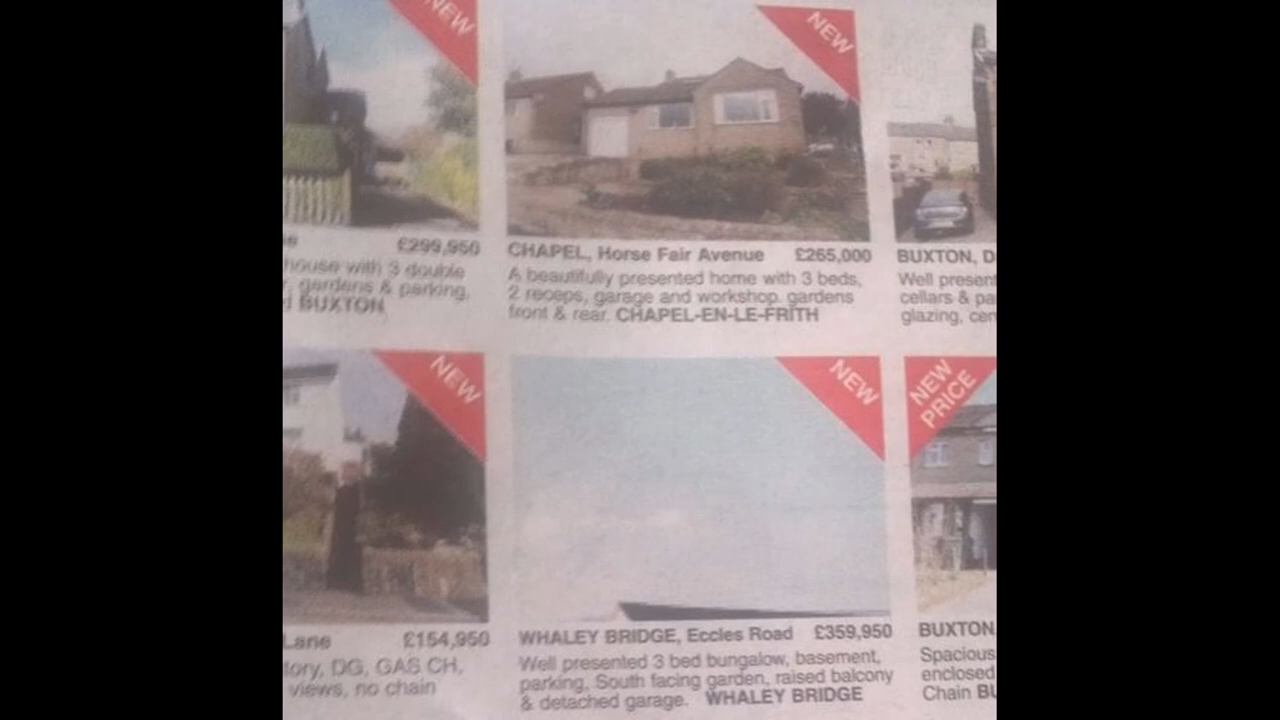 NEW
NEW
£299,950
house with 3 double
gardens & parking,
BUXTON
CHAPEL, Horse Fair Avenue £265,000
A beautifully presented home with 3 beds,
2 receps, garage and workshop. gardens
front & rear. CHAPEL-EN-LE-FRITH
BUXTON, D
Well present
cellars & pa
glazing, cen
NEW
NEW
NEW
PRICE
Lane £154,950
tory, DG, GAS CH,
views, no chain
WHALEY BRIDGE, Eccles Road £359,950
Well presented 3 bed bungalow, basement,
parking, South facing garden, raised balcony
& detached garage. WHALEY BRIDGE
BUXTON,
Spacious
enclosed
Chain BU